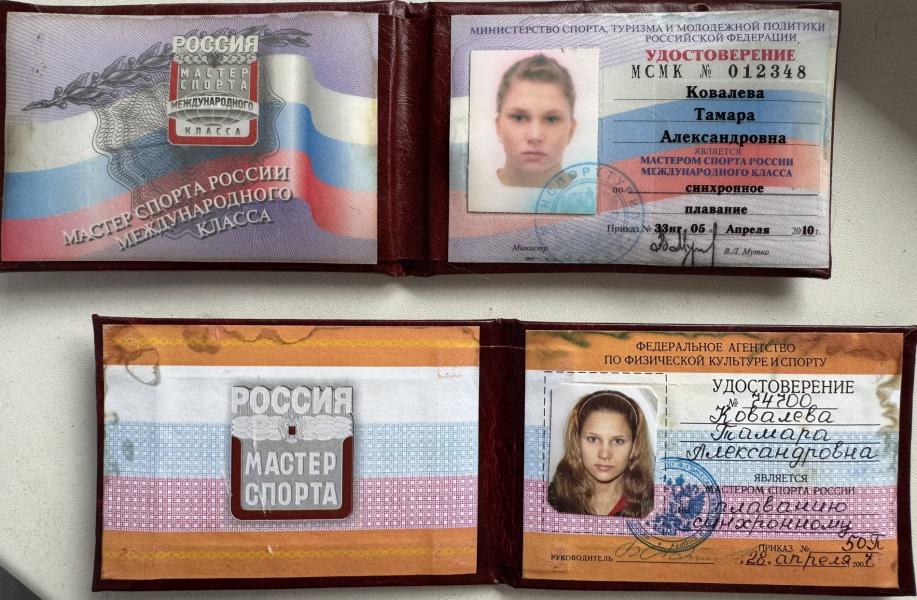 РОССИЯ
МАСТЕР
СПОРТА
МЕЖДУНАРОДНОГО
КЛАССА
МАСТЕР СПОРТА РОССИИ
МЕЖДУНАРОДНОГО
КЛАССА
МИНИСТЕРСТВО СПОРТА, ТУРИЗМА И МОЛОДЕЖНОЙ ПОЛИТИКИ
РОССИЙСКОЙ ФЕДЕРАЦИИ
УДОСТОВЕРЕНИЕ
МСМК № 012348
Ковалева
Тамара
Александровна
ЯВЛЯЕТСЯ
МАСТЕРОМ СПОРТА РОССИИ
МЕЖДУНАРОДНОГО КЛАССА
по синхронное
плавание
Приказ № 33нг 05 Апреля 2010 г.
Министр В.Л. Мутко
РОССИЯ
МАСТЕР
СПОРТА
ФЕДЕРАЛЬНОЕ АГЕНТСТВО
ПО ФИЗИЧЕСКОЙ КУЛЬТУРЕ И СПОРТУ
УДОСТОВЕРЕНИЕ
№ 74700
Ковалева
Тамара
Александровна
ЯВЛЯЕТСЯ
МАСТЕРОМ СПОРТА РОССИИ
по плаванию
синхронному
ПРИКАЗ № 50П
РУКОВОДИТЕЛЬ 28 апреля